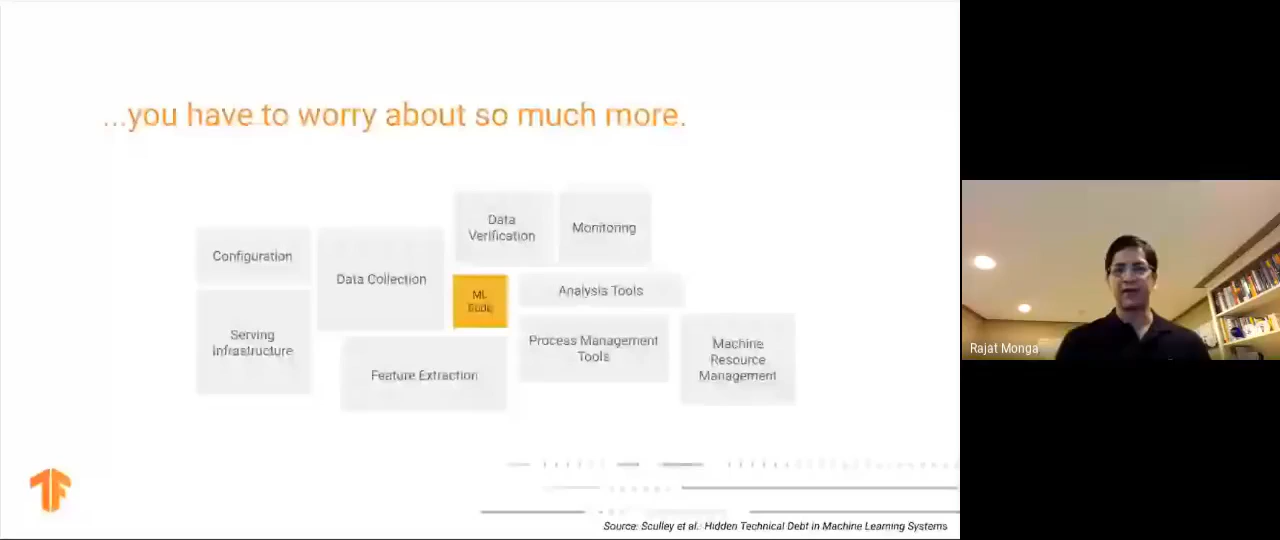 ...you have to worry about so much more.
Data
Verification
Monitoring
Configuration
Data Collection
ML
Code
Analysis Tools
Serving
Infrastructure
Feature Extraction
Process Management
Tools
Machine
Resource
Management
Rajat Monga
Source: Sculley et al.: Hidden Technical Debt in Machine Learning Systems